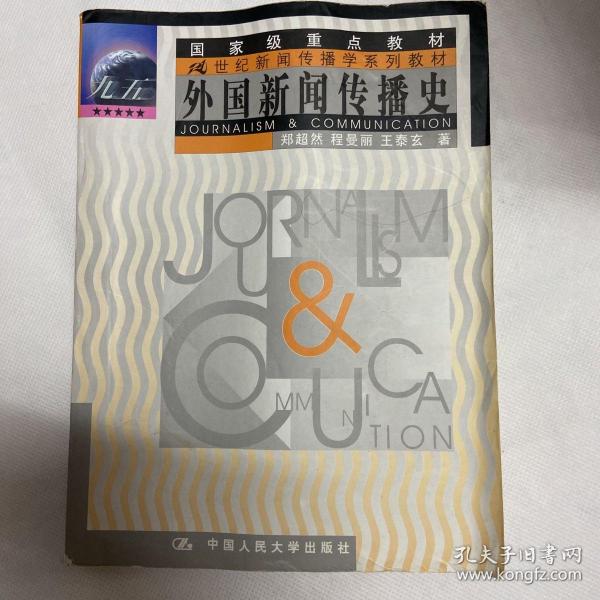 国家级重点教材
21世纪新闻传播学系列教材
九五
★★★★★
外国新闻传播史
JOURNALISM & COMMUNICATION
郑超然 程曼丽 王泰玄 著
JOURNALISM
&
COMMUNICATION
中国人民大学出版社
孔夫子旧书网
www.kongfz.com